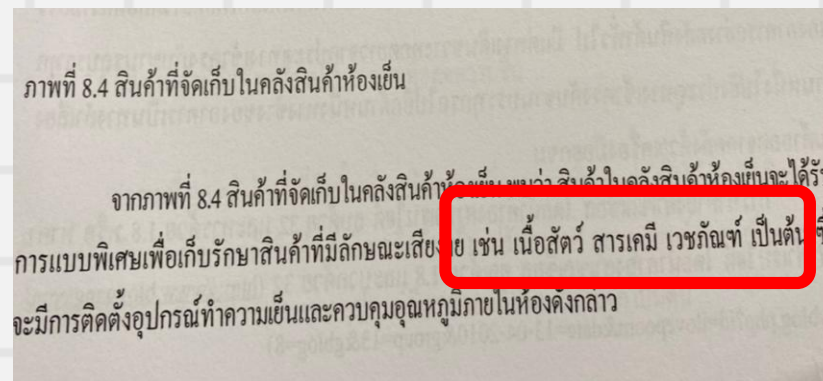 ภาพที่ 8.4 สินค้าที่จัดเก็บในคลังสินค้าห้องเย็น
จากภาพที่ 8.4 สินค้าที่จัดเก็บในคลังสินค้าห้องเย็น พบว่า สินค้าในคลังสินค้าห้องเย็นจะได้รับ
การแบบพิเศษเพื่อเก็บรักษาสินค้าที่มีลักษณะเสียง่าย เช่น เนื้อสัตว์ สารเคมี เวชภัณฑ์ เป็นต้น
จะมีการติดตั้งอุปกรณ์ทำความเย็นและควบคุมอุณหภูมิภายในห้องดังกล่าว